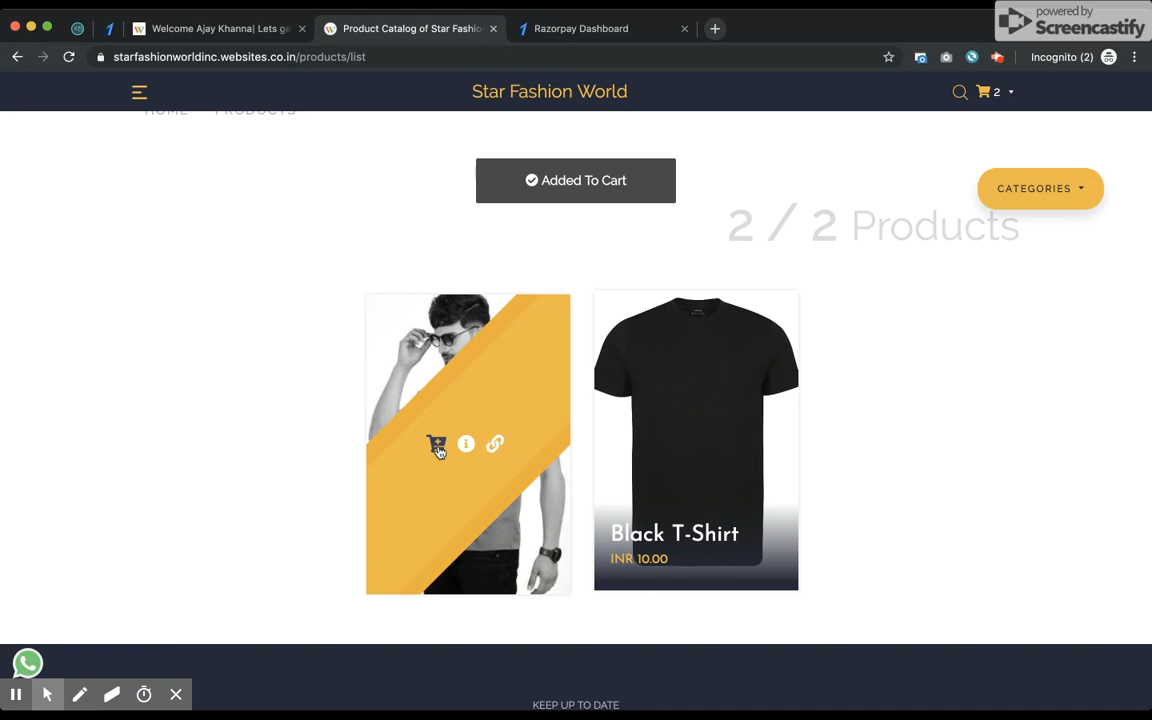 powered by
Screencastify
Welcome Ajay Khanna| Lets ge
Product Catalog of Star Fashio
Razorpay Dashboard
starfashionworldinc.websites.co.in/products/list
Incognito (2)
Star Fashion World
2
HOME PRODUCTS
Added To Cart
CATEGORIES
2 / 2 Products
Black T-Shirt
INR 10.00
KEEP UP TO DATE